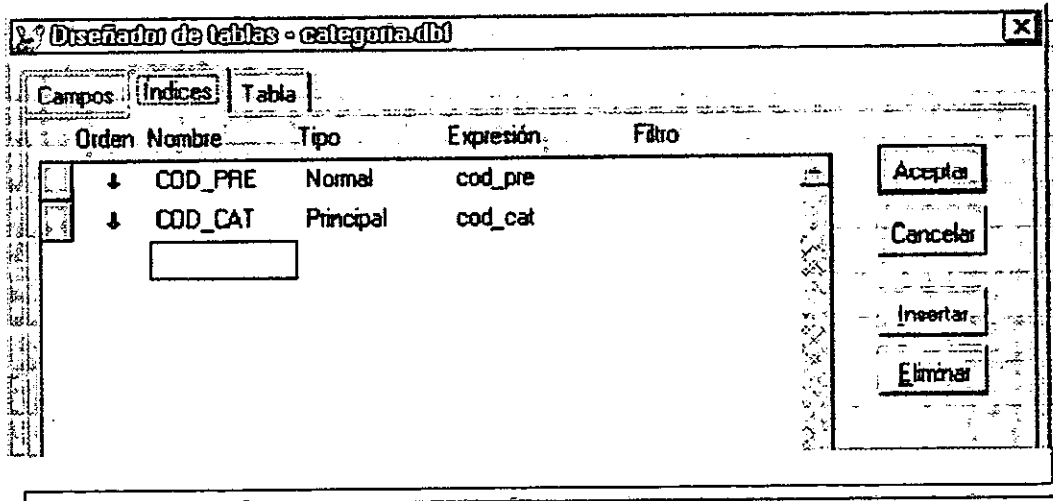 Diseñador de tablas - categoria.dbf
Campos Índices Tabla
Orden Nombre Tipo Expresión Filtro
COD_PRE Normal cod_pre
COD_CAT Principal cod_cat
Aceptar
Cancelar
Insertar
Eliminar